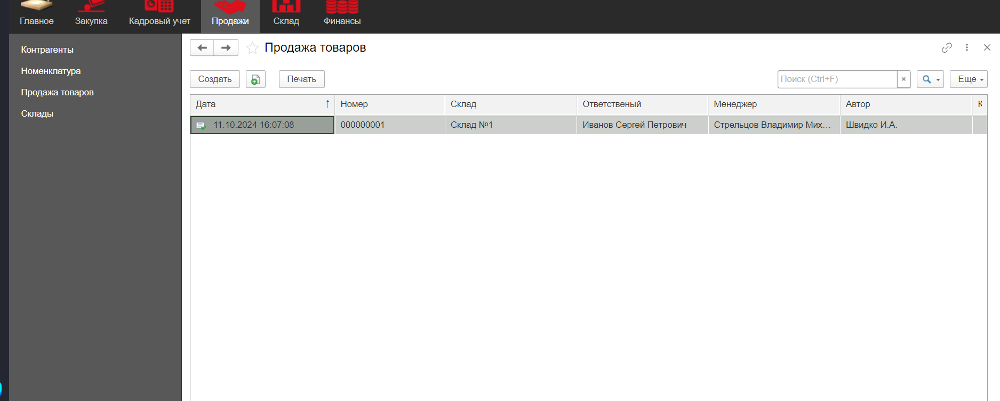 Главное Закупка Кадровый учет Продажи Склад Финансы
Контрагенты
Номенклатура
Продажа товаров
Склады
Продажа товаров
Создать Печать Поиск (Ctrl+F) × Еще
Дата ↑ Номер Склад Ответственый Менеджер Автор К
11.10.2024 16:07:08 000000001 Склад №1 Иванов Сергей Петрович Стрельцов Владимир Мих... Швидко И.А.